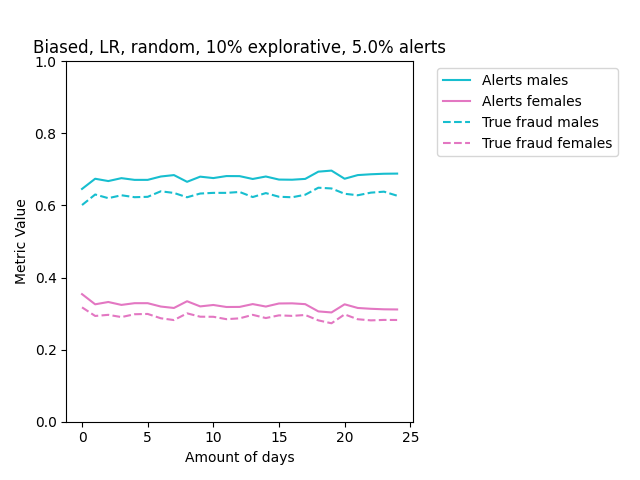 Biased, LR, random, 10% explorative, 5.0% alerts
1.0
0.8
0.6
0.4
0.2
0.0
Metric Value
0 5 10 15 20 25
Amount of days
Alerts males
Alerts females
True fraud males
True fraud females